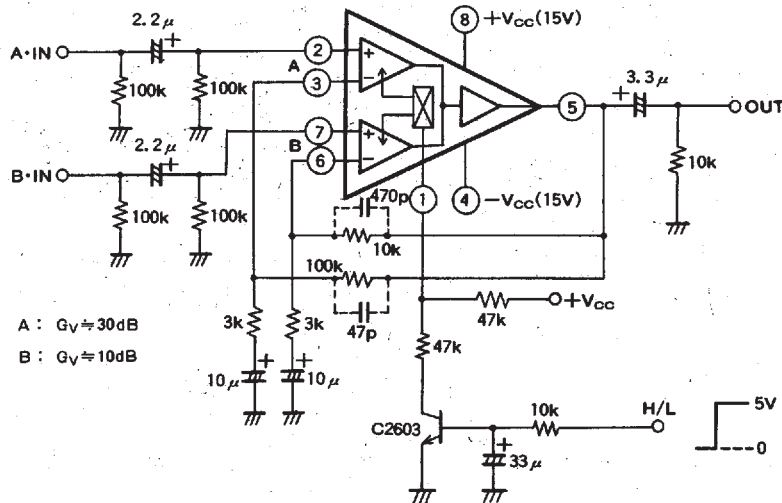 2.2μ +
A·IN
100k
100k
2.2μ +
B·IN
100k
100k
2
3
7
6
A
B
+
−
+
−
8 +VCC(15V)
5
1
4 −VCC(15V)
+ 3.3μ
OUT
10k
470p
10k
100k
47p
3k
3k
10μ +
+ 10μ
A : GV≒30dB
B : GV≒10dB
47k
+VCC
47k
C2603
10k
H/L
+
33μ
5V
0